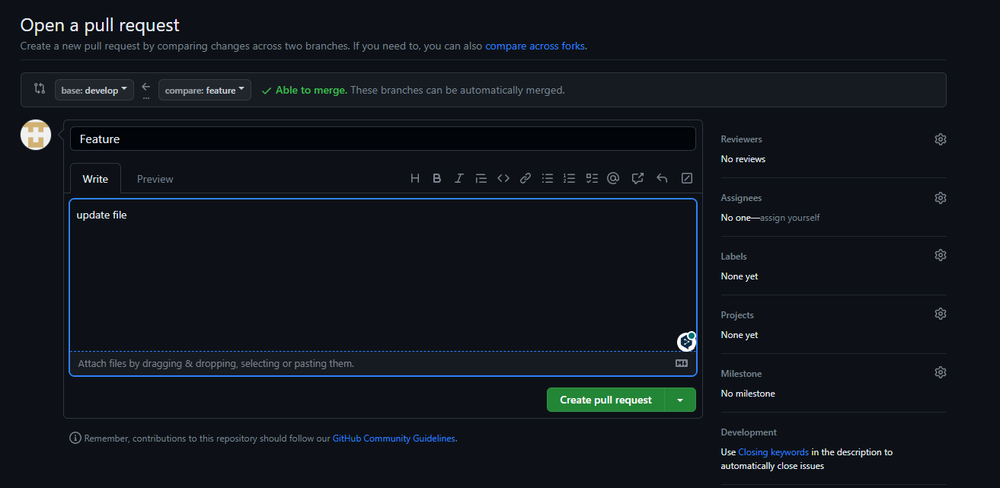 Open a pull request
Create a new pull request by comparing changes across two branches. If you need to, you can also compare across forks.
base: develop
compare: feature
Able to merge. These branches can be automatically merged.
Feature
Write
Preview
update file
Attach files by dragging & dropping, selecting or pasting them.
Create pull request
Remember, contributions to this repository should follow our GitHub Community Guidelines.
Reviewers
No reviews
Assignees
No one—assign yourself
Labels
None yet
Projects
None yet
Milestone
No milestone
Development
Use Closing keywords in the description to
automatically close issues